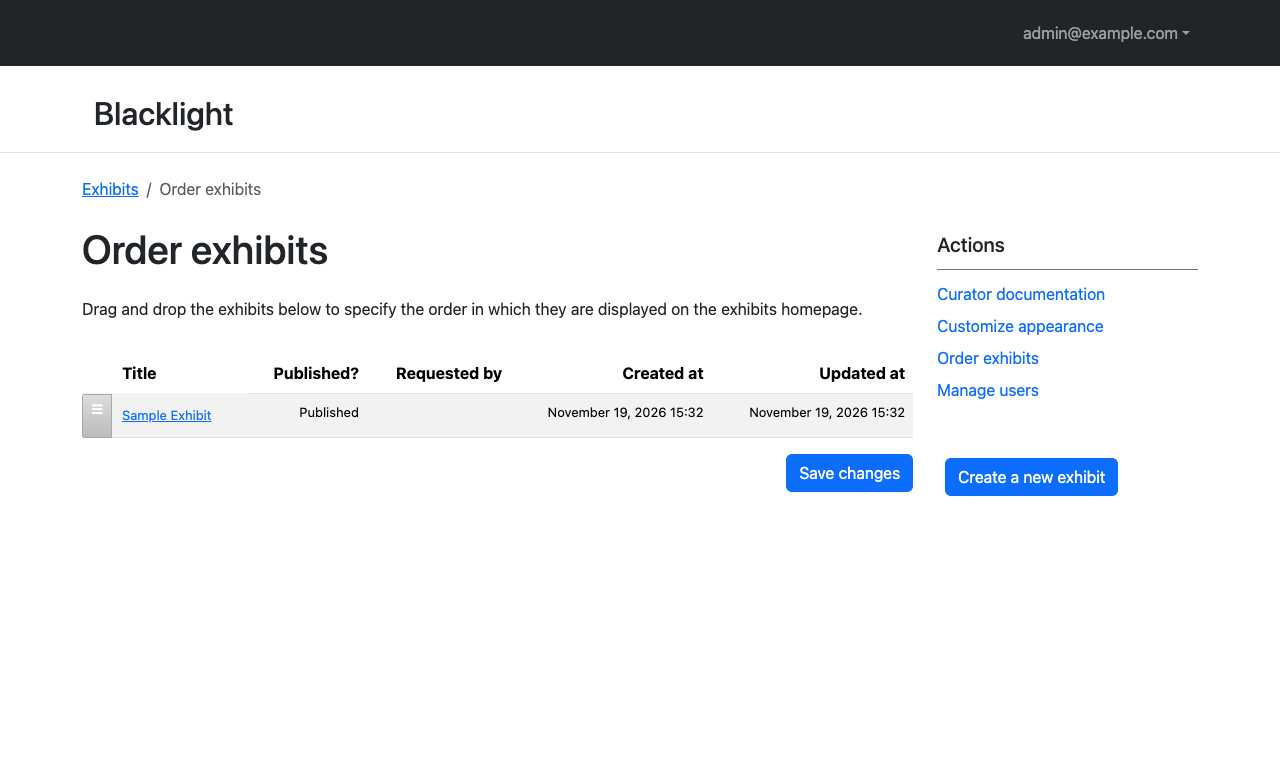 admin@example.com
Blacklight
Exhibits / Order exhibits
Order exhibits
Drag and drop the exhibits below to specify the order in which they are displayed on the exhibits homepage.
Title Published? Requested by Created at Updated at
Sample Exhibit Published November 19, 2026 15:32 November 19, 2026 15:32
Save changes
Actions
Curator documentation
Customize appearance
Order exhibits
Manage users
Create a new exhibit